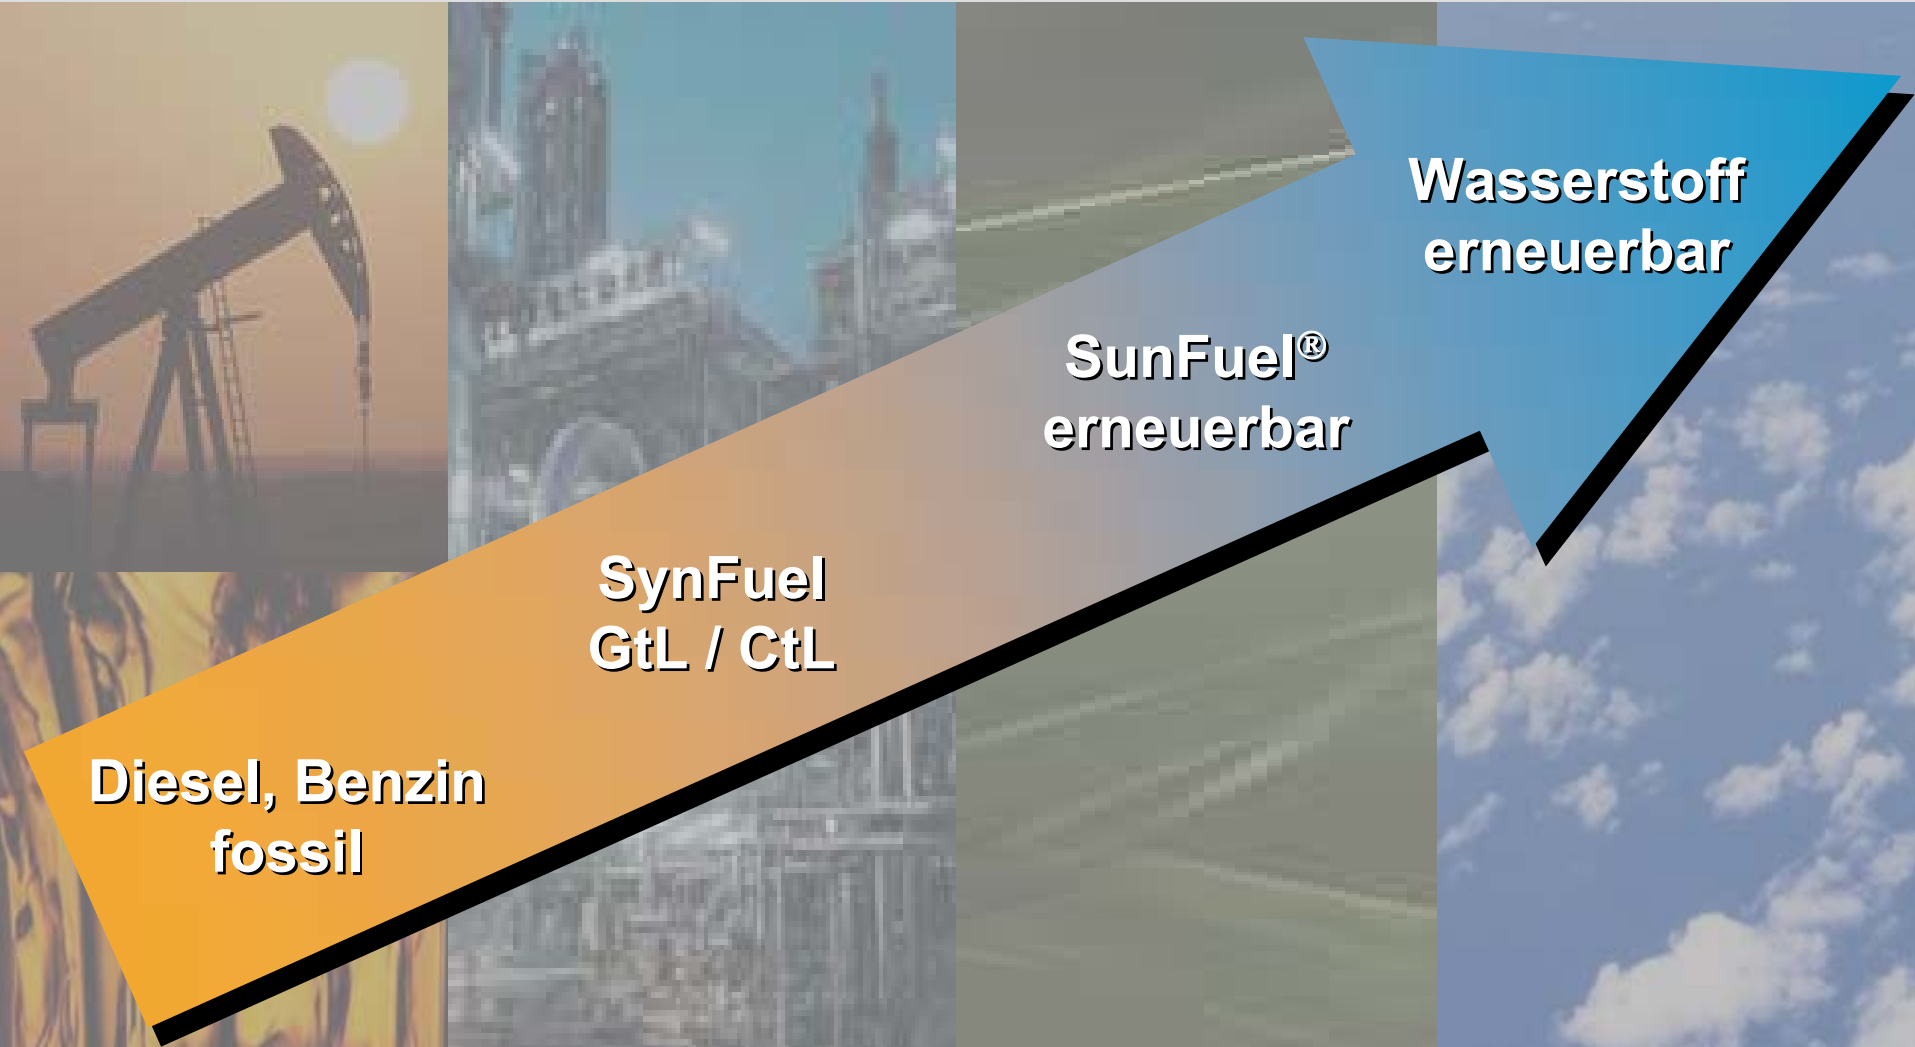 Wasserstoff
erneuerbar
SunFuel®
erneuerbar
SynFuel
GtL / CtL
Diesel, Benzin
fossil